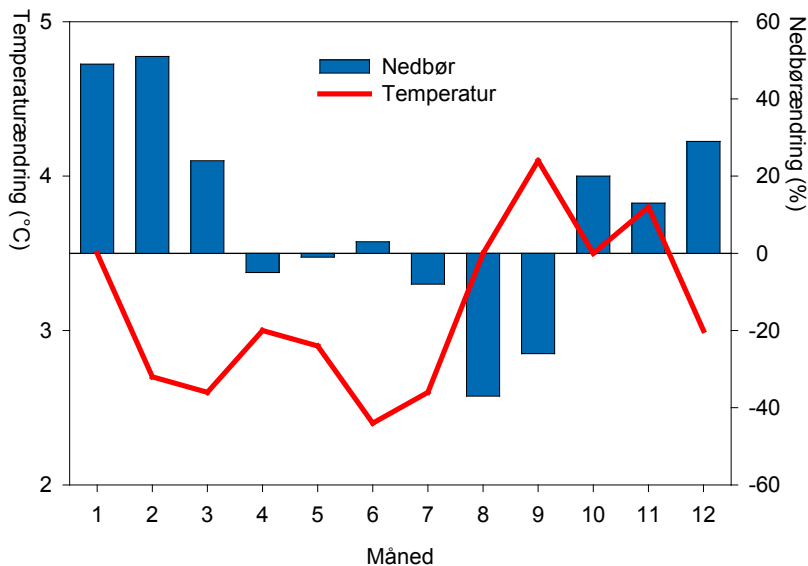 Temperaturændring (°C)
5
4
3
2
Nedbør
Temperatur
60
40
20
0
-20
-40
-60
Nedbørændring (%)
1 2 3 4 5 6 7 8 9 10 11 12
Måned